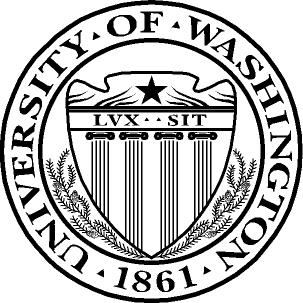 UNIVERSITY · OF · WASHINGTON
LVX · · SIT
· 1861 ·